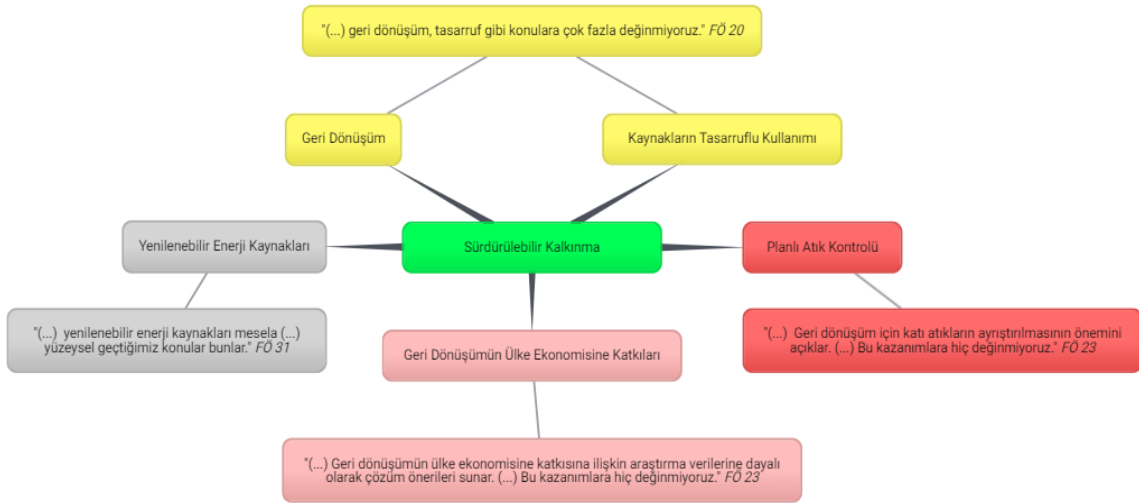 "(...) geri dönüşüm, tasarruf gibi konulara çok fazla değinmiyoruz." FÖ 20
Geri Dönüşüm
Kaynakların Tasarruflu Kullanımı
Yenilenebilir Enerji Kaynakları
Sürdürülebilir Kalkınma
Planlı Atık Kontrolü
"(...) yenilenebilir enerji kaynakları mesela (...)
yüzeysel geçtiğimiz konular bunlar." FÖ 31
Geri Dönüşümün Ülke Ekonomisine Katkıları
"(...) Geri dönüşüm için katı atıkların ayrıştırılmasının önemini
açıklar. (...) Bu kazanımlara hiç değinmiyoruz." FÖ 23
"(...) Geri dönüşümün ülke ekonomisine katkısına ilişkin araştırma verilerine dayalı
olarak çözüm önerileri sunar. (...) Bu kazanımlara hiç değinmiyoruz." FÖ 23